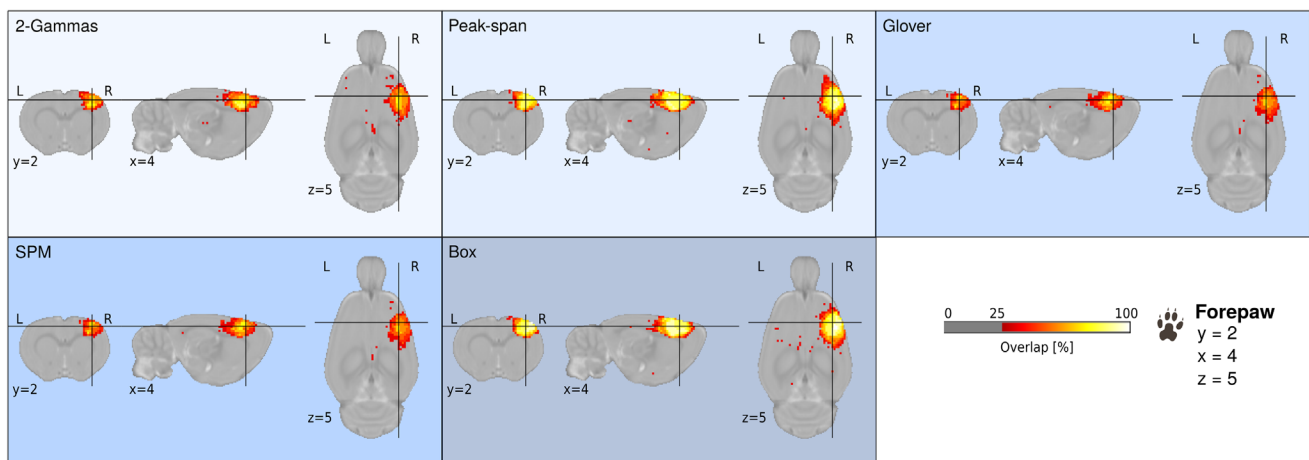 2-Gammas
L R
L R
y=2 x=4
z=5
Peak-span
L R
L R
y=2 x=4
z=5
Glover
L R
L R
y=2 x=4
z=5
SPM
L R
L R
y=2 x=4
z=5
Box
L R
L R
y=2 x=4
z=5
0 25 100
Overlap [%]
Forepaw
y = 2
x = 4
z = 5